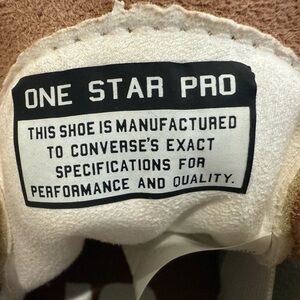 ONE STAR PRO
THIS SHOE IS MANUFACTURED
TO CONVERSE'S EXACT
SPECIFICATIONS FOR
PERFORMANCE AND QUALITY.